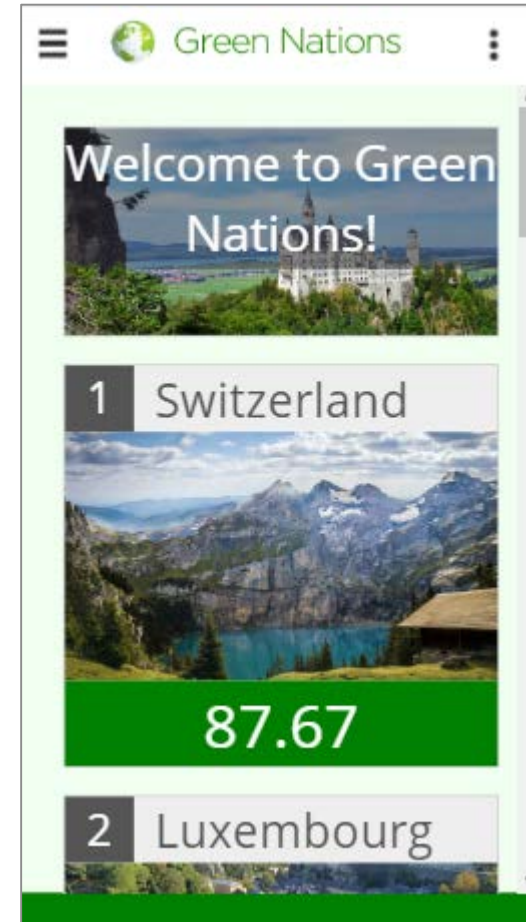 Green Nations
Welcome to Green
Nations!
1 Switzerland
87.67
2 Luxembourg